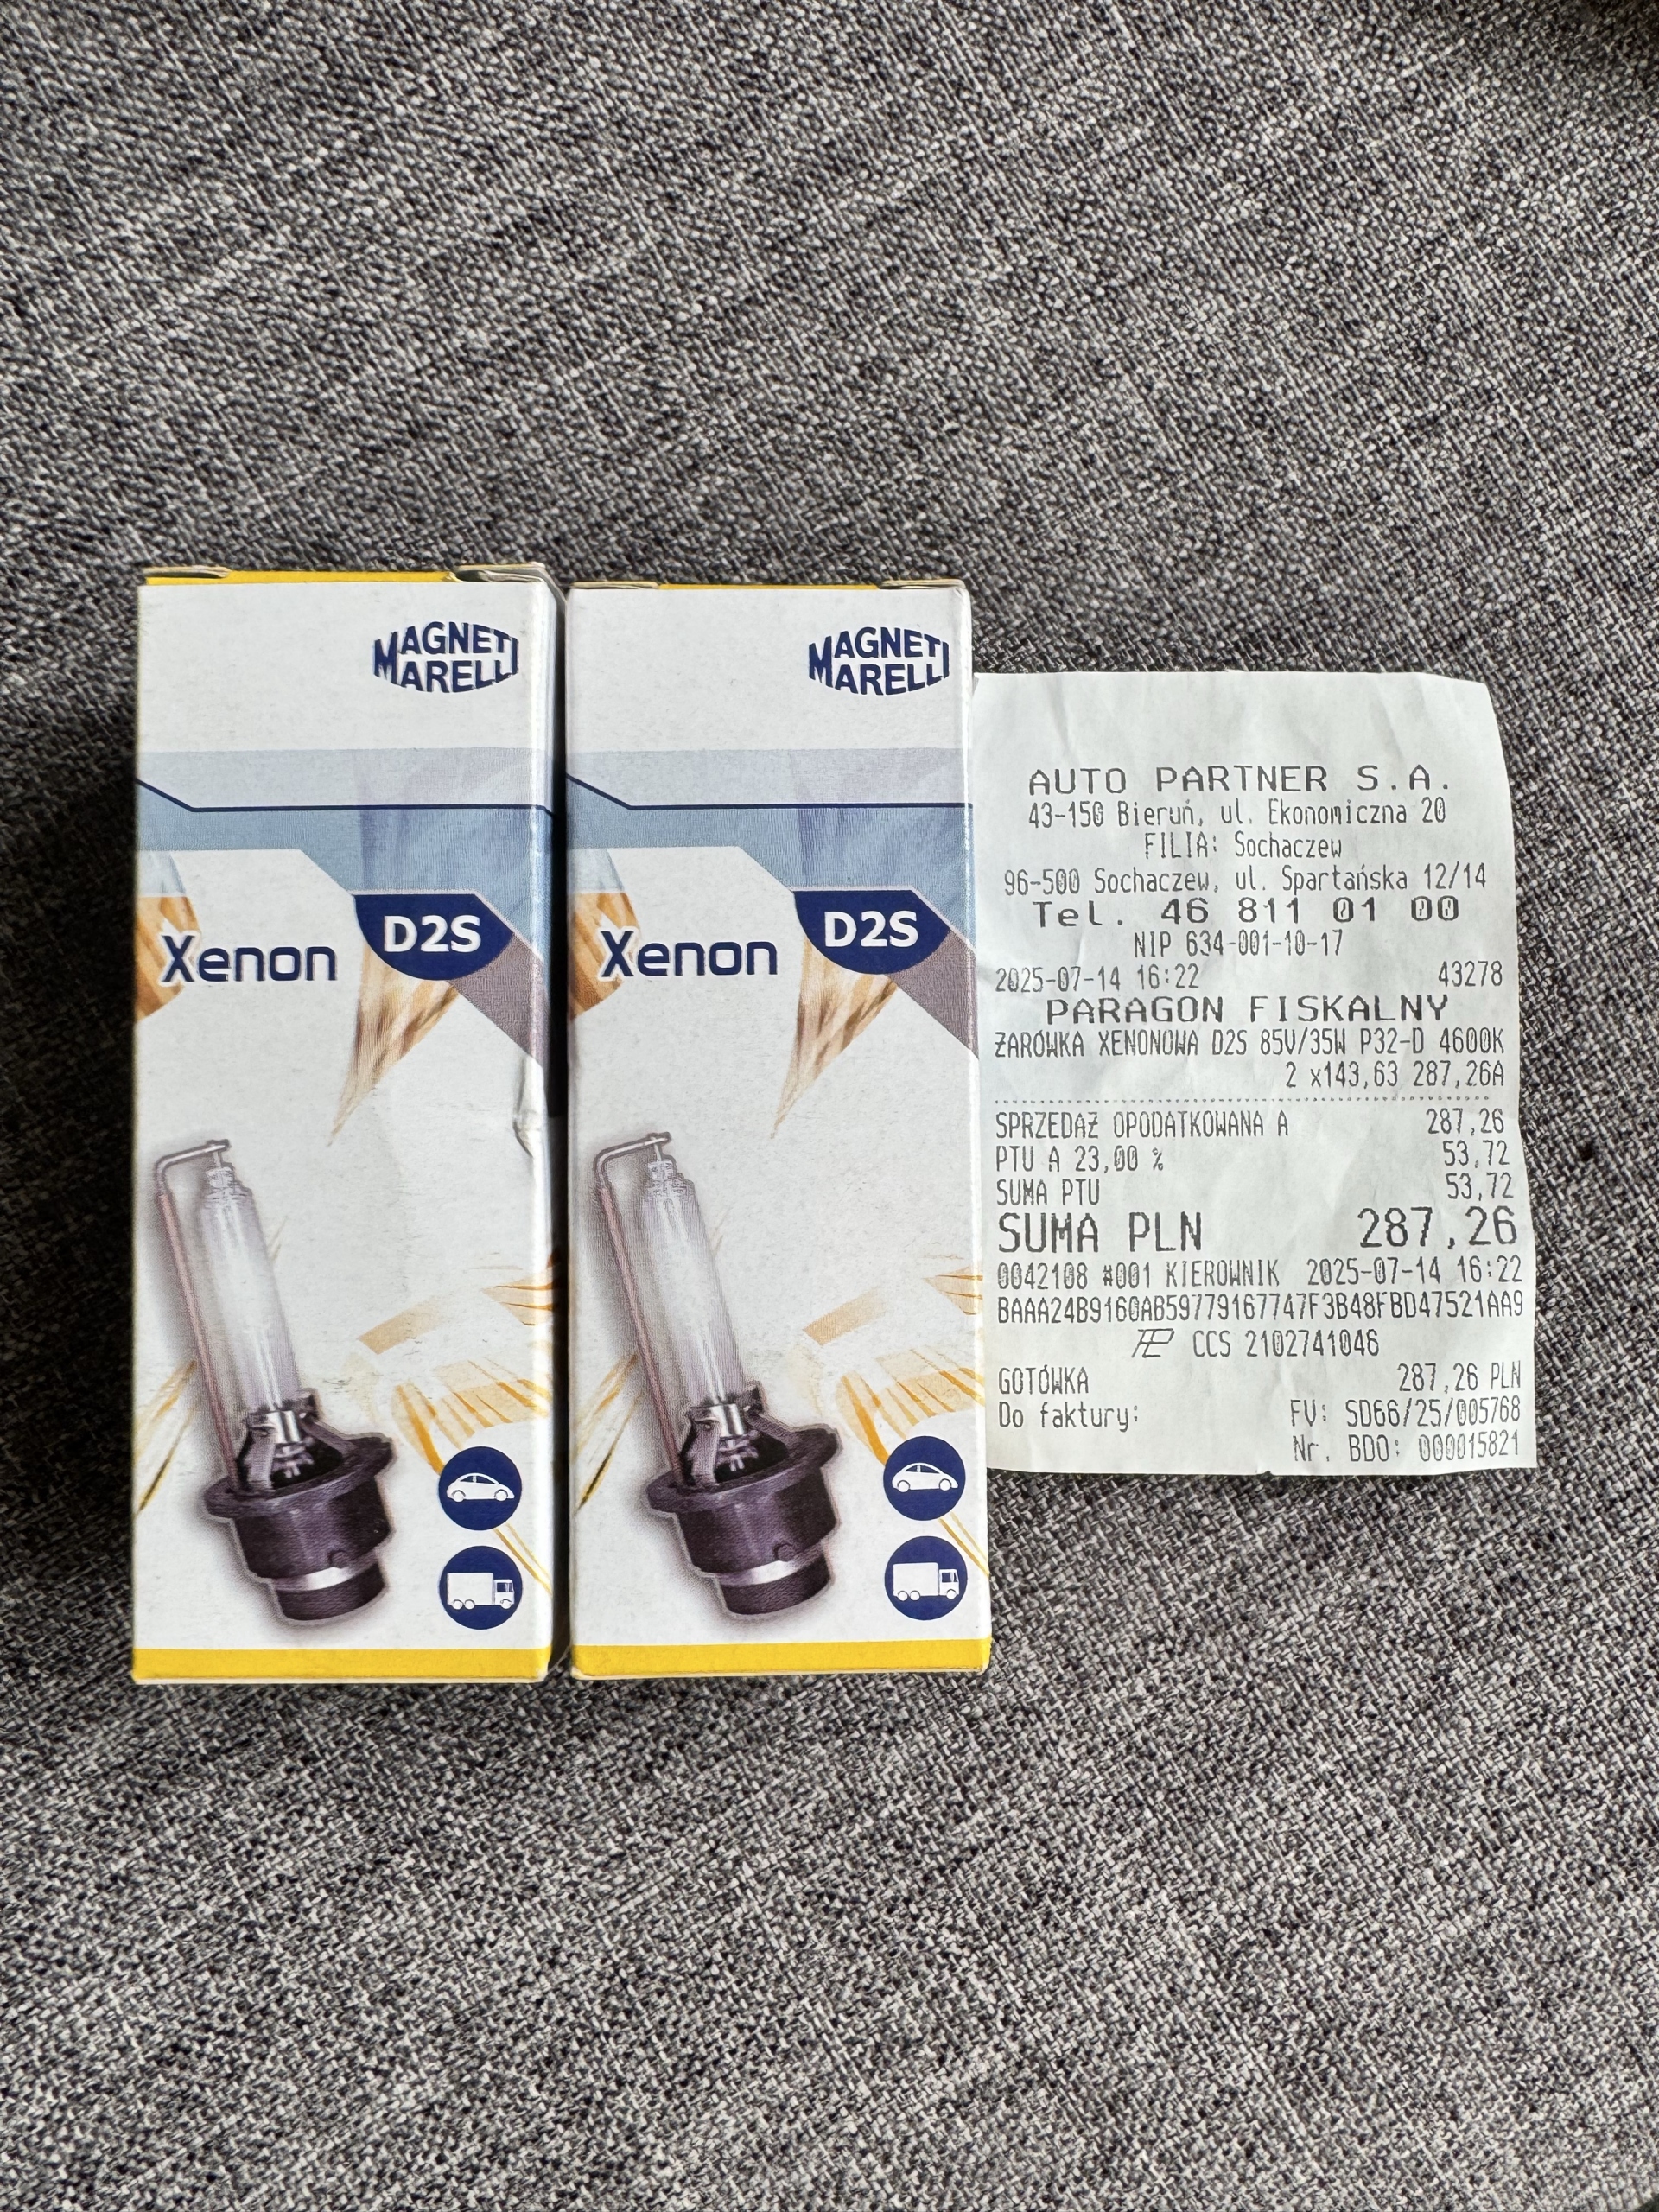 MAGNETI
MARELLI
Xenon
D2S
MAGNETI
MARELLI
Xenon
D2S
AUTO PARTNER S.A.
43-150 Bieruń, ul. Ekonomiczna 20
FILIA: Sochaczew
96-500 Sochaczew, ul. Spartańska 12/14
Tel. 46 811 01 00
NIP 634-001-10-17
2025-07-14 16:22 43278
PARAGON FISKALNY
ŻARÓWKA XENONOWA D2S 85V/35W P32-D 4600K
2 x143,63 287,26A
SPRZEDAŻ OPODATKOWANA A 287,26
PTU A 23,00 % 53,72
SUMA PTU 53,72
SUMA PLN 287,26
0042108 #001 KIEROWNIK 2025-07-14 16:22
BAAA24B9160AB59779167747F3B48FBD47521AA9
CCS 2102741046
GOTÓWKA 287,26 PLN
Do faktury: FV: SD66/25/005768
Nr. BDO: 000015821